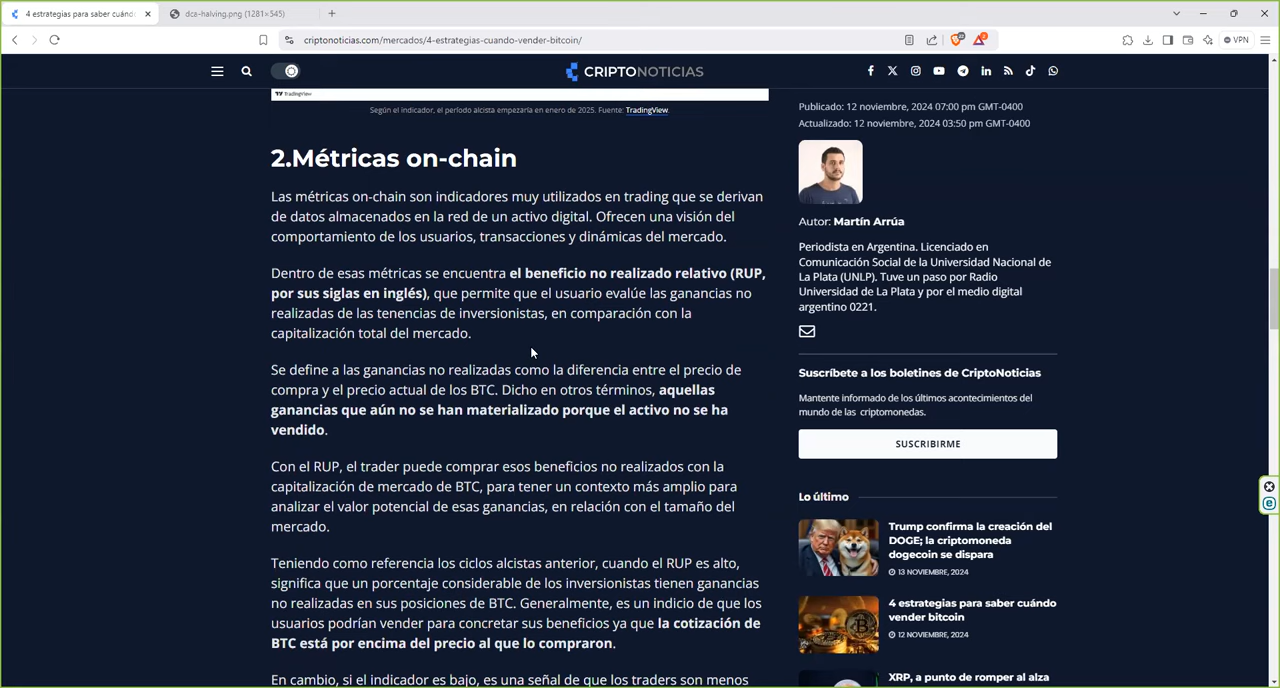 4 estrategias para saber cuándo
dca-halving.png (1281×545)
criptonoticias.com/mercados/4-estrategias-cuando-vender-bitcoin/
VPN
CRIPTONOTICIAS
TradingView
Según el indicador, el período alcista empezaría en enero de 2025. Fuente: TradingView.
2.Métricas on-chain
Las métricas on-chain son indicadores muy utilizados en trading que se derivan
de datos almacenados en la red de un activo digital. Ofrecen una visión del
comportamiento de los usuarios, transacciones y dinámicas del mercado.
Dentro de esas métricas se encuentra el beneficio no realizado relativo (RUP,
por sus siglas en inglés), que permite que el usuario evalúe las ganancias no
realizadas de las tenencias de inversionistas, en comparación con la
capitalización total del mercado.
Se define a las ganancias no realizadas como la diferencia entre el precio de
compra y el precio actual de los BTC. Dicho en otros términos, aquellas
ganancias que aún no se han materializado porque el activo no se ha
vendido.
Con el RUP, el trader puede comprar esos beneficios no realizados con la
capitalización de mercado de BTC, para tener un contexto más amplio para
analizar el valor potencial de esas ganancias, en relación con el tamaño del
mercado.
Teniendo como referencia los ciclos alcistas anterior, cuando el RUP es alto,
significa que un porcentaje considerable de los inversionistas tienen ganancias
no realizadas en sus posiciones de BTC. Generalmente, es un indicio de que los
usuarios podrían vender para concretar sus beneficios ya que la cotización de
BTC está por encima del precio al que lo compraron.
En cambio, si el indicador es bajo, es una señal de que los traders son menos
Publicado: 12 noviembre, 2024 07:00 pm GMT-0400
Actualizado: 12 noviembre, 2024 03:50 pm GMT-0400
Autor: Martín Arrúa
Periodista en Argentina. Licenciado en
Comunicación Social de la Universidad Nacional de
La Plata (UNLP). Tuve un paso por Radio
Universidad de La Plata y por el medio digital
argentino 0221.
Suscríbete a los boletines de CriptoNoticias
Mantente informado de los últimos acontecimientos del
mundo de las criptomonedas.
SUSCRIBIRME
Lo último
Trump confirma la creación del
DOGE; la criptomoneda
dogecoin se dispara
13 NOVIEMBRE, 2024
4 estrategias para saber cuándo
vender bitcoin
12 NOVIEMBRE, 2024
XRP, a punto de romper al alza